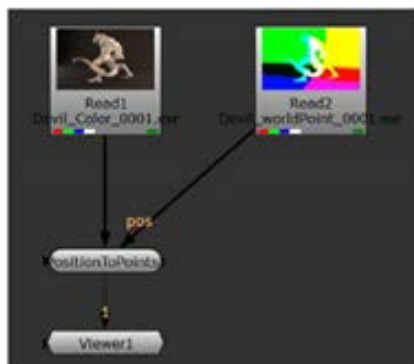 Read1
Devil_Color_0001.exr
Read2
Devil_worldPoint_0001.exr
pos
PositionToPoints
1
Viewer1